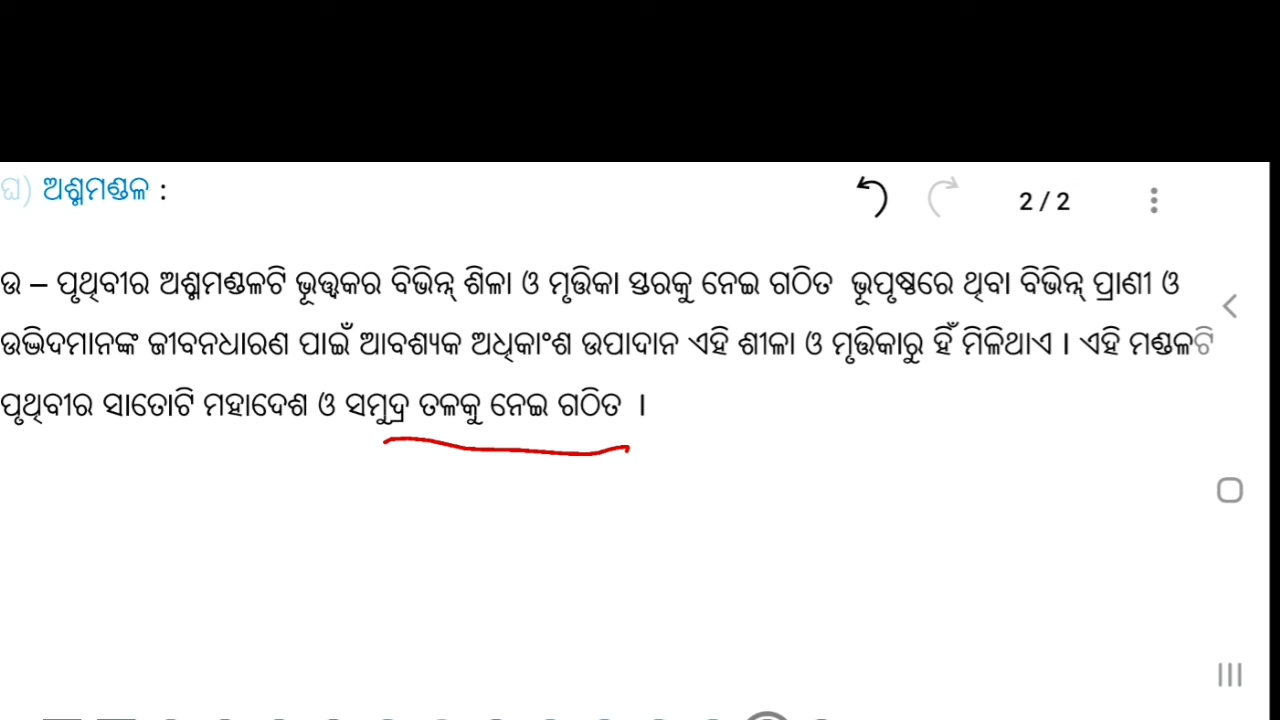 ଘ) ଅଶ୍ମମଣ୍ଡଳ :
2 / 2
ଉ – ପୃଥିବୀର ଅଶ୍ମମଣ୍ଡଳଟି ଭୂତ୍ତ୍ୱକର ବିଭିନ୍ ଶିଳା ଓ ମୃତ୍ତିକା ସ୍ତରକୁ ନେଇ ଗଠିତ ଭୂପୃଷ୍ଠରେ ଥିବା ବିଭିନ୍ ପ୍ରାଣୀ ଓ
ଉଦ୍ଭିଦମାନଙ୍କ ଜୀବନଧାରଣ ପାଇଁ ଆବଶ୍ୟକ ଅଧିକାଂଶ ଉପାଦାନ ଏହି ଶୀଳା ଓ ମୃତ୍ତିକାରୁ ହିଁ ମିଳିଥାଏ । ଏହି ମଣ୍ଡଳଟି
ପୃଥିବୀର ସାତୋଟି ମହାଦେଶ ଓ ସମୁଦ୍ର ତଳକୁ ନେଇ ଗଠିତ ।